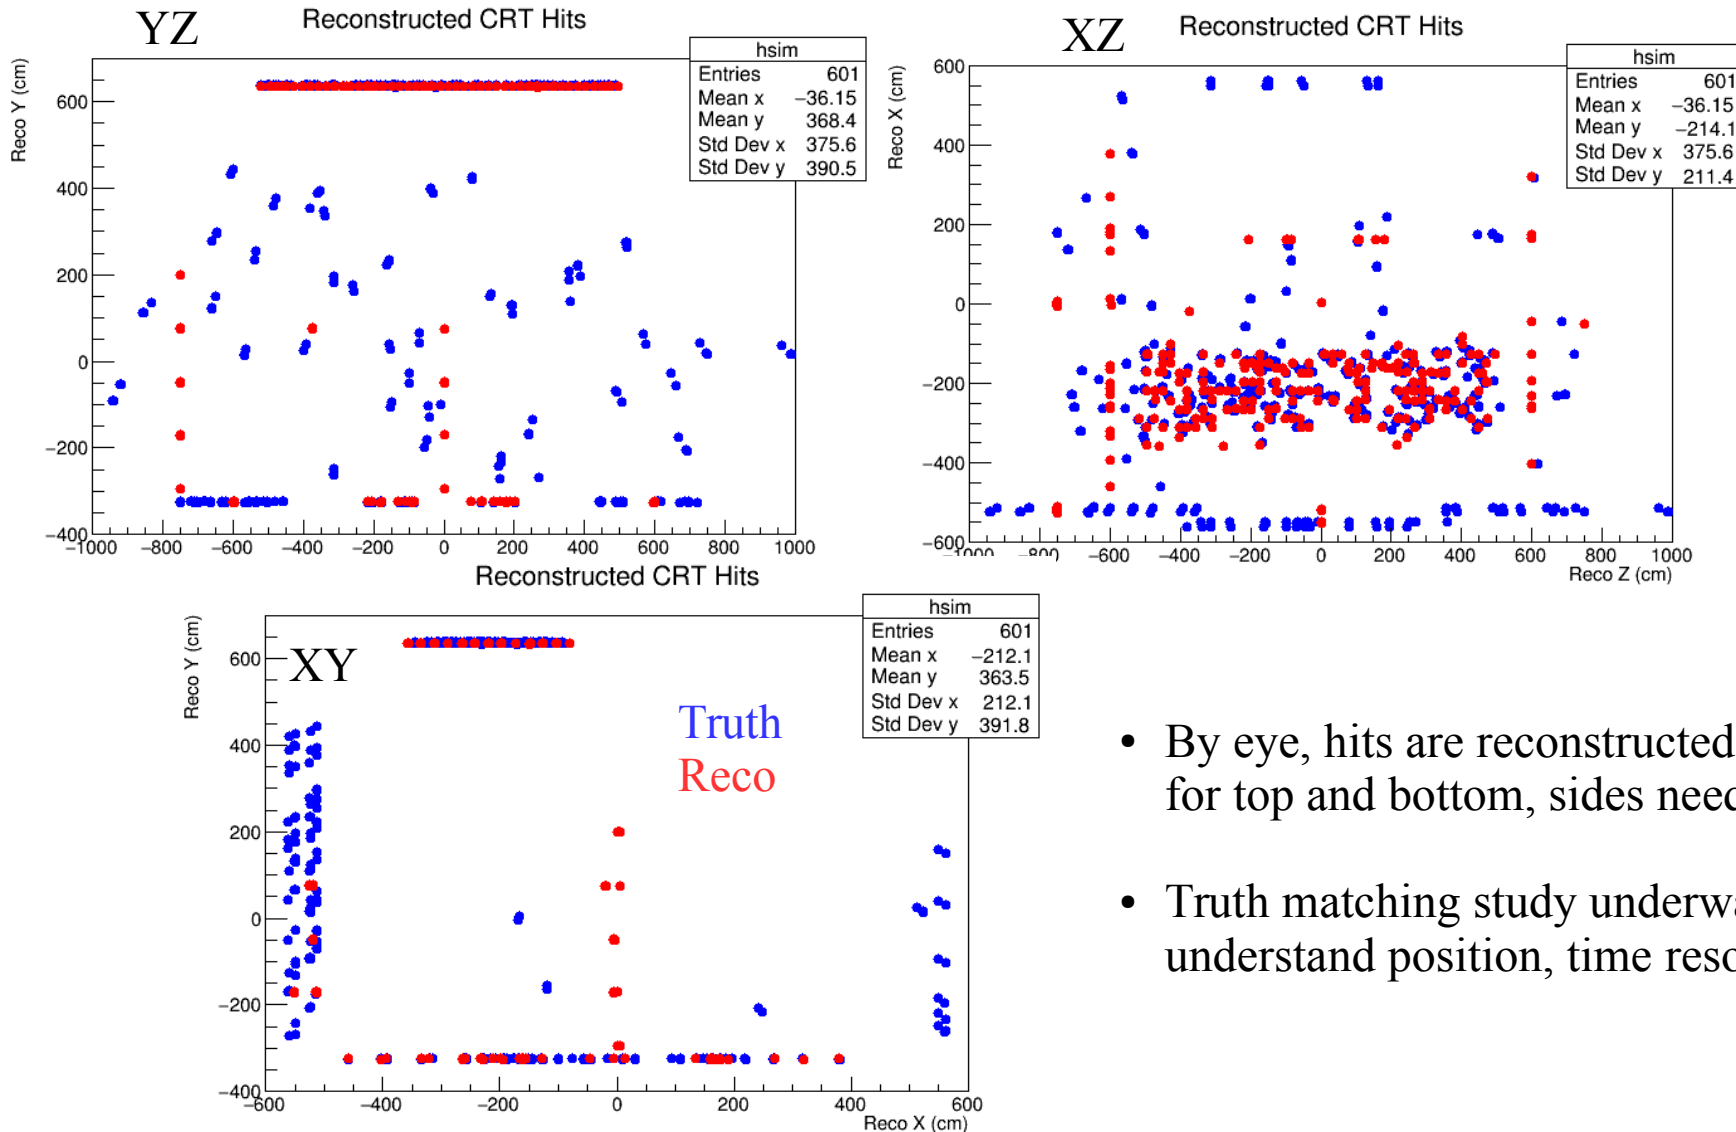 YZ
Reconstructed CRT Hits
hsim
Entries 601
Mean x −36.15
Mean y 368.4
Std Dev x 375.6
Std Dev y 390.5
Reco Y (cm)
600
400
200
0
−200
−400
−1000 −800 −600 −400 −200 0 200 400 600 800 1000
XZ
Reconstructed CRT Hits
hsim
Entries 601
Mean x −36.15
Mean y −214.1
Std Dev x 375.6
Std Dev y 211.4
Reco X (cm)
600
400
200
0
−200
−400
−600
−1000 −800 −600 −400 −200 0 200 400 600 800 1000
Reco Z (cm)
Reconstructed CRT Hits
hsim
Entries 601
Mean x −212.1
Mean y 363.5
Std Dev x 212.1
Std Dev y 391.8
XY
Reco Y (cm)
600
400
200
0
−200
−400
−600 −400 −200 0 200 400 600
Reco X (cm)
Truth
Reco
• By eye, hits are reconstructed
for top and bottom, sides need
• Truth matching study underwa
understand position, time reso